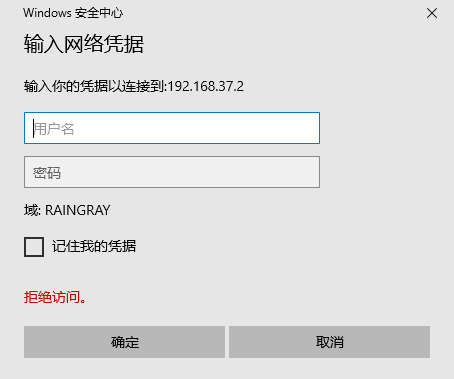 Windows 安全中心
输入网络凭据
输入你的凭据以连接到:192.168.37.2
用户名
密码
域: RAINGRAY
记住我的凭据
拒绝访问。
确定
取消